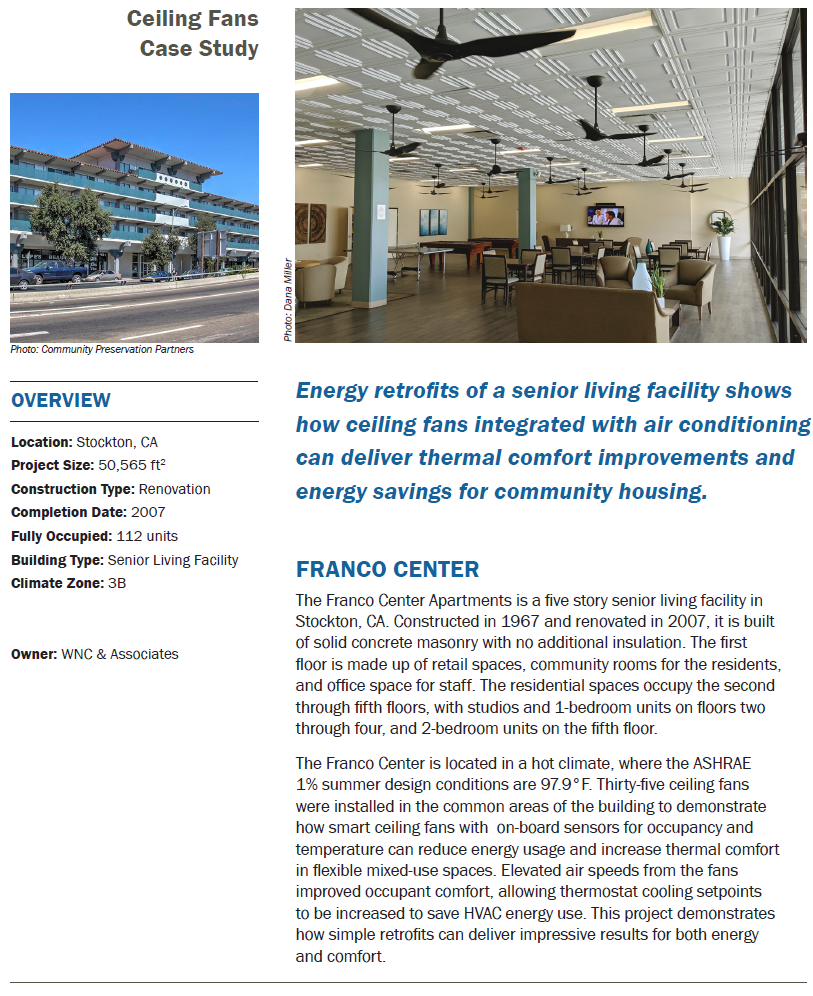 Ceiling Fans
Case Study
Photo: Community Preservation Partners
Photo: Dana Miller
OVERVIEW
Location: Stockton, CA
Project Size: 50,565 ft²
Construction Type: Renovation
Completion Date: 2007
Fully Occupied: 112 units
Building Type: Senior Living Facility
Climate Zone: 3B
Owner: WNC & Associates
Energy retrofits of a senior living facility shows
how ceiling fans integrated with air conditioning
can deliver thermal comfort improvements and
energy savings for community housing.
FRANCO CENTER
The Franco Center Apartments is a five story senior living facility in
Stockton, CA. Constructed in 1967 and renovated in 2007, it is built
of solid concrete masonry with no additional insulation. The first
floor is made up of retail spaces, community rooms for the residents,
and office space for staff. The residential spaces occupy the second
through fifth floors, with studios and 1-bedroom units on floors two
through four, and 2-bedroom units on the fifth floor.
The Franco Center is located in a hot climate, where the ASHRAE
1% summer design conditions are 97.9°F. Thirty-five ceiling fans
were installed in the common areas of the building to demonstrate
how smart ceiling fans with on-board sensors for occupancy and
temperature can reduce energy usage and increase thermal comfort
in flexible mixed-use spaces. Elevated air speeds from the fans
improved occupant comfort, allowing thermostat cooling setpoints
to be increased to save HVAC energy use. This project demonstrates
how simple retrofits can deliver impressive results for both energy
and comfort.